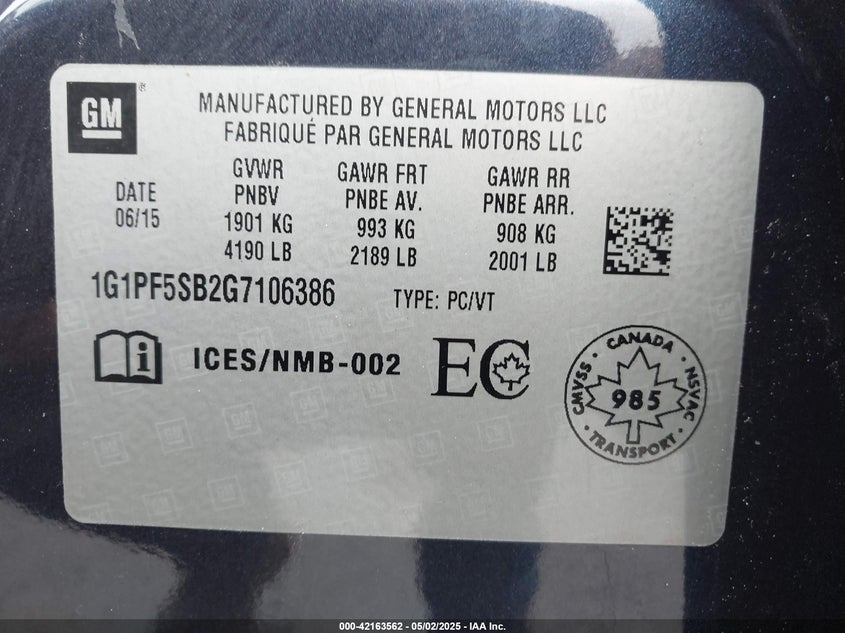 GM
MANUFACTURED BY GENERAL MOTORS LLC
FABRIQUÉ PAR GENERAL MOTORS LLC
DATE
06/15
GVWR
PNBV
1901 KG
4190 LB
GAWR FRT
PNBE AV.
993 KG
2189 LB
GAWR RR
PNBE ARR.
908 KG
2001 LB
1G1PF5SB2G7106386
TYPE: PC/VT
i
ICES/NMB-002
EC
CANADA
CMVSS · NSVAC
985
TRANSPORT
000-42163562 - 05/02/2025 - IAA Inc.